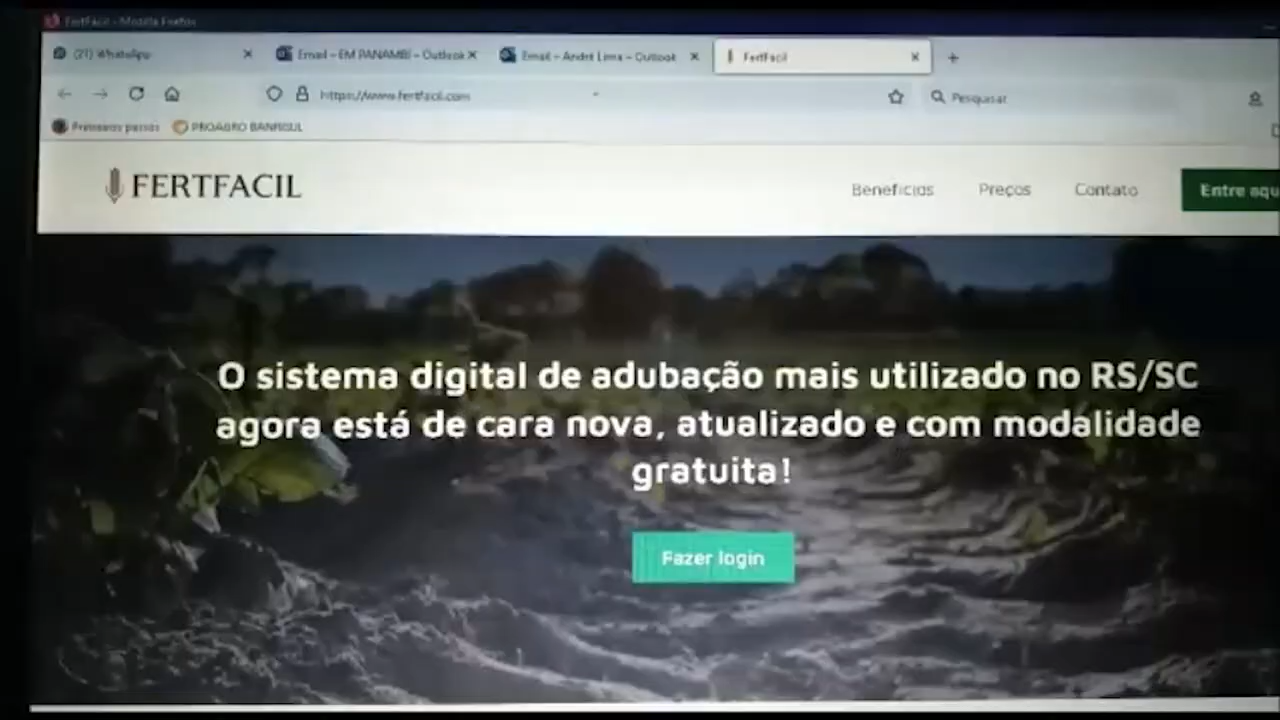 FertFacil - Mozilla Firefox
(21) WhatsApp
Email - EM PANAMBI - Outlook
Email - André Lima - Outlook
FertFacil
https://www.fertfacil.com
Pesquisar
Primeiros passos
PROAGRO BANRISUL
FERTFACIL
Benefícios
Preços
Contato
Entre aqu
O sistema digital de adubação mais utilizado no RS/SC
agora está de cara nova, atualizado e com modalidade
gratuita!
Fazer login